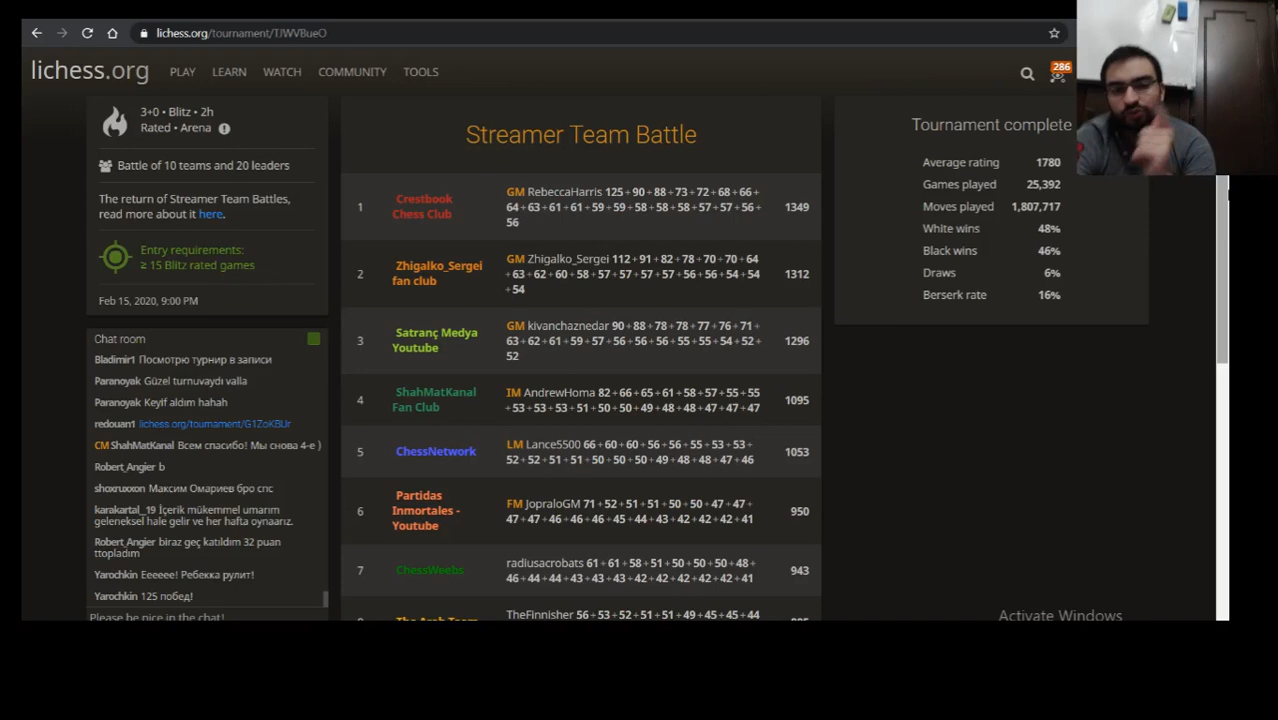 lichess.org/tournament/TJWVBueO
lichess.org PLAY LEARN WATCH COMMUNITY TOOLS 286
3+0 • Blitz • 2h
Rated • Arena
Battle of 10 teams and 20 leaders
The return of Streamer Team Battles,
read more about it here.
Entry requirements:
≥ 15 Blitz rated games
Feb 15, 2020, 9:00 PM
Chat room
Bladimir1 Посмотрю турнир в записи
Paranoyak Güzel turnuvaydı valla
Paranoyak Keyif aldım hahah
redouan1 lichess.org/tournament/G1ZoKBUr
CM ShahMatKanal Всем спасибо! Мы снова 4-е )
Robert_Angier b
shoxruxxon Максим Омариев бро спс
karakartal_19 İçerik mükemmel umarım
geleneksel hale gelir ve her hafta oynaarız.
Robert_Angier biraz geç katıldım 32 puan
ttopladım
Yarochkin Eeeeee! Ребекка рулит!
Yarochkin 125 побед!
Please be nice in the chat!
Streamer Team Battle
1 Crestbook Chess Club GM RebeccaHarris 125+90+88+73+72+68+66+
64+63+61+61+59+59+58+58+58+57+57+56+
56 1349
2 Zhigalko_Sergei fan club GM Zhigalko_Sergei 112+91+82+78+70+70+64
+63+62+60+58+57+57+57+57+56+56+54+54
+54 1312
3 Satranç Medya Youtube GM kivanchaznedar 90+88+78+78+77+76+71+
63+62+61+59+57+56+56+56+55+55+54+52+
52 1296
4 ShahMatKanal Fan Club IM AndrewHoma 82+66+65+61+58+57+55+55
+53+53+53+51+50+50+49+48+48+47+47+47 1095
5 ChessNetwork LM Lance5500 66+60+60+56+56+55+53+53+
52+52+51+51+50+50+50+49+48+48+47+46 1053
6 Partidas Inmortales - Youtube FM JopraloGM 71+52+51+51+50+50+47+47+
47+47+46+46+46+45+44+43+42+42+42+41 950
7 ChessWeebs radiusacrobats 61+61+58+51+50+50+50+48+
46+44+44+43+43+43+42+42+42+42+42+41 943
TheFinnisher 56+53+52+51+51+49+45+45+44
Tournament complete
Average rating 1780
Games played 25,392
Moves played 1,807,717
White wins 48%
Black wins 46%
Draws 6%
Berserk rate 16%
Activate Windows